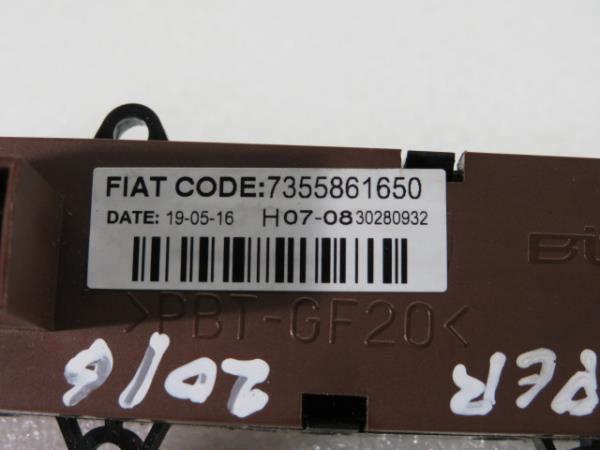 FIAT CODE:7355861650
DATE: 19-05-16 H07-08 30280932
>PBT-GF20<
2016
PER